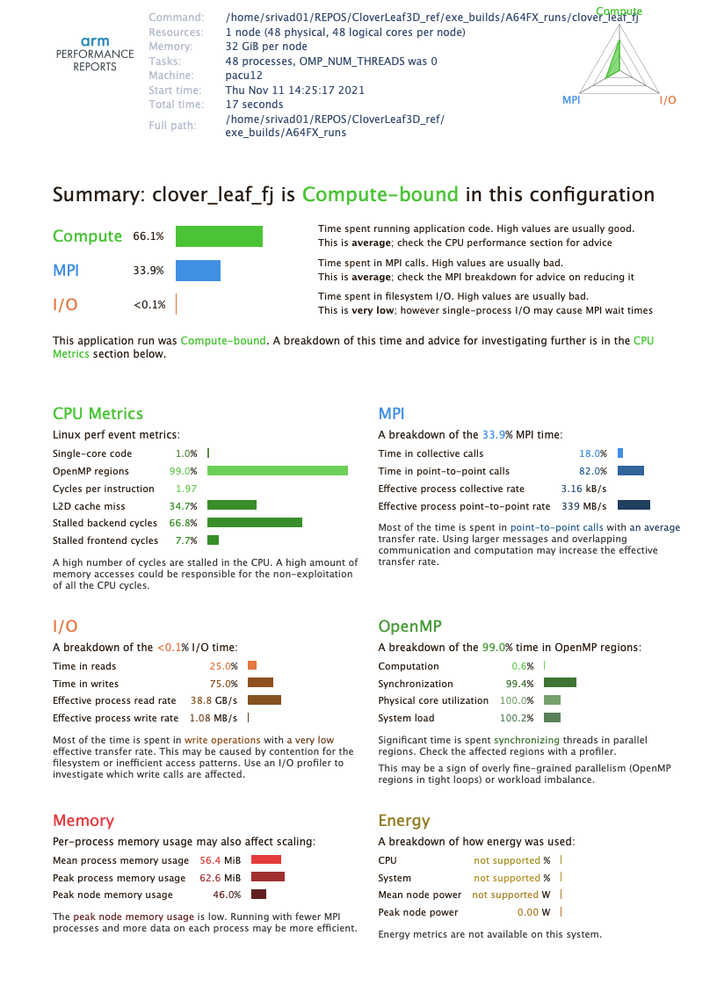 arm
PERFORMANCE
REPORTS
Command: /home/srivad01/REPOS/CloverLeaf3D_ref/exe_builds/A64FX_runs/clover_leaf_fj
Resources: 1 node (48 physical, 48 logical cores per node)
Memory: 32 GiB per node
Tasks: 48 processes, OMP_NUM_THREADS was 0
Machine: pacu12
Start time: Thu Nov 11 14:25:17 2021
Total time: 17 seconds
Full path: /home/srivad01/REPOS/CloverLeaf3D_ref/
exe_builds/A64FX_runs
Compute
MPI
I/O
Summary: clover_leaf_fj is Compute-bound in this configuration
Compute 66.1% Time spent running application code. High values are usually good.
This is average; check the CPU performance section for advice
MPI 33.9% Time spent in MPI calls. High values are usually bad.
This is average; check the MPI breakdown for advice on reducing it
I/O <0.1% Time spent in filesystem I/O. High values are usually bad.
This is very low; however single-process I/O may cause MPI wait times
This application run was Compute-bound. A breakdown of this time and advice for investigating further is in the CPU
Metrics section below.
CPU Metrics
Linux perf event metrics:
Single-core code 1.0%
OpenMP regions 99.0%
Cycles per instruction 1.97
L2D cache miss 34.7%
Stalled backend cycles 66.8%
Stalled frontend cycles 7.7%
A high number of cycles are stalled in the CPU. A high amount of
memory accesses could be responsible for the non-exploitation
of all the CPU cycles.
MPI
A breakdown of the 33.9% MPI time:
Time in collective calls 18.0%
Time in point-to-point calls 82.0%
Effective process collective rate 3.16 kB/s
Effective process point-to-point rate 339 MB/s
Most of the time is spent in point-to-point calls with an average
transfer rate. Using larger messages and overlapping
communication and computation may increase the effective
transfer rate.
I/O
A breakdown of the <0.1% I/O time:
Time in reads 25.0%
Time in writes 75.0%
Effective process read rate 38.8 GB/s
Effective process write rate 1.08 MB/s
Most of the time is spent in write operations with a very low
effective transfer rate. This may be caused by contention for the
filesystem or inefficient access patterns. Use an I/O profiler to
investigate which write calls are affected.
OpenMP
A breakdown of the 99.0% time in OpenMP regions:
Computation 0.6%
Synchronization 99.4%
Physical core utilization 100.0%
System load 100.2%
Significant time is spent synchronizing threads in parallel
regions. Check the affected regions with a profiler.
This may be a sign of overly fine-grained parallelism (OpenMP
regions in tight loops) or workload imbalance.
Memory
Per-process memory usage may also affect scaling:
Mean process memory usage 56.4 MiB
Peak process memory usage 62.6 MiB
Peak node memory usage 46.0%
The peak node memory usage is low. Running with fewer MPI
processes and more data on each process may be more efficient.
Energy
A breakdown of how energy was used:
CPU not supported %
System not supported %
Mean node power not supported W
Peak node power 0.00 W
Energy metrics are not available on this system.